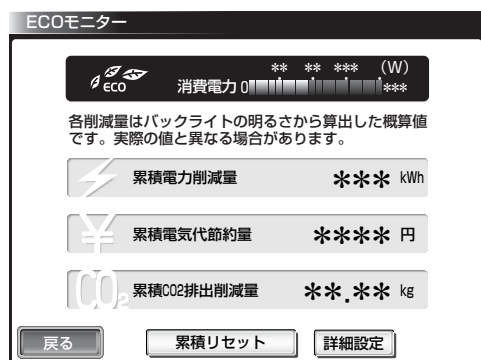 ECOモニター
** ** *** (W)
eco 消費電力 0 ***
各削減量はバックライトの明るさから算出した概算値
です。実際の値と異なる場合があります。
累積電力削減量 *** kWh
¥ 累積電気代節約量 **** 円
CO2 累積CO2排出削減量 **.** kg
戻る 累積リセット 詳細設定